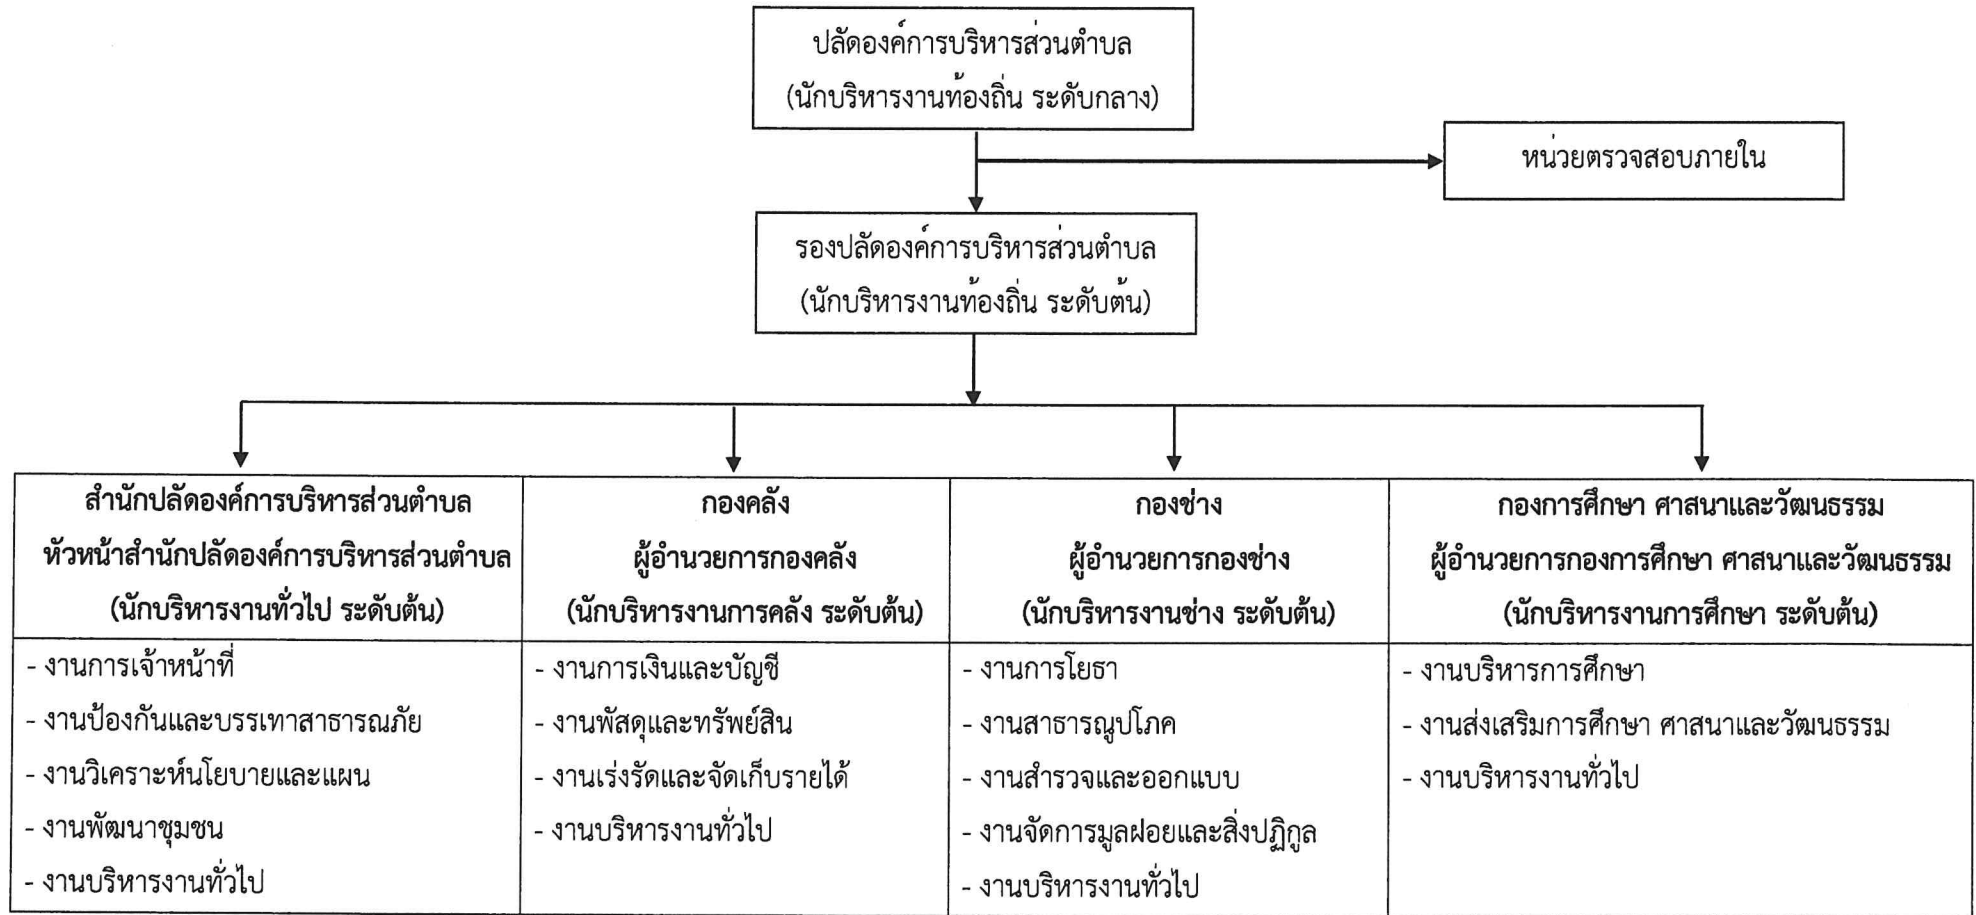 ปลัดองค์การบริหารส่วนตำบล
(นักบริหารงานท้องถิ่น ระดับกลาง)
หน่วยตรวจสอบภายใน
รองปลัดองค์การบริหารส่วนตำบล
(นักบริหารงานท้องถิ่น ระดับต้น)
สำนักปลัดองค์การบริหารส่วนตำบล
หัวหน้าสำนักปลัดองค์การบริหารส่วนตำบล
(นักบริหารงานทั่วไป ระดับต้น)
- งานการเจ้าหน้าที่
- งานป้องกันและบรรเทาสาธารณภัย
- งานวิเคราะห์นโยบายและแผน
- งานพัฒนาชุมชน
- งานบริหารงานทั่วไป
กองคลัง
ผู้อำนวยการกองคลัง
(นักบริหารงานการคลัง ระดับต้น)
- งานการเงินและบัญชี
- งานพัสดุและทรัพย์สิน
- งานเร่งรัดและจัดเก็บรายได้
- งานบริหารงานทั่วไป
กองช่าง
ผู้อำนวยการกองช่าง
(นักบริหารงานช่าง ระดับต้น)
- งานการโยธา
- งานสาธารณูปโภค
- งานสำรวจและออกแบบ
- งานจัดการมูลฝอยและสิ่งปฏิกูล
- งานบริหารงานทั่วไป
กองการศึกษา ศาสนาและวัฒนธรรม
ผู้อำนวยการกองการศึกษา ศาสนาและวัฒนธรรม
(นักบริหารงานการศึกษา ระดับต้น)
- งานบริหารการศึกษา
- งานส่งเสริมการศึกษา ศาสนาและวัฒนธรรม
- งานบริหารงานทั่วไป